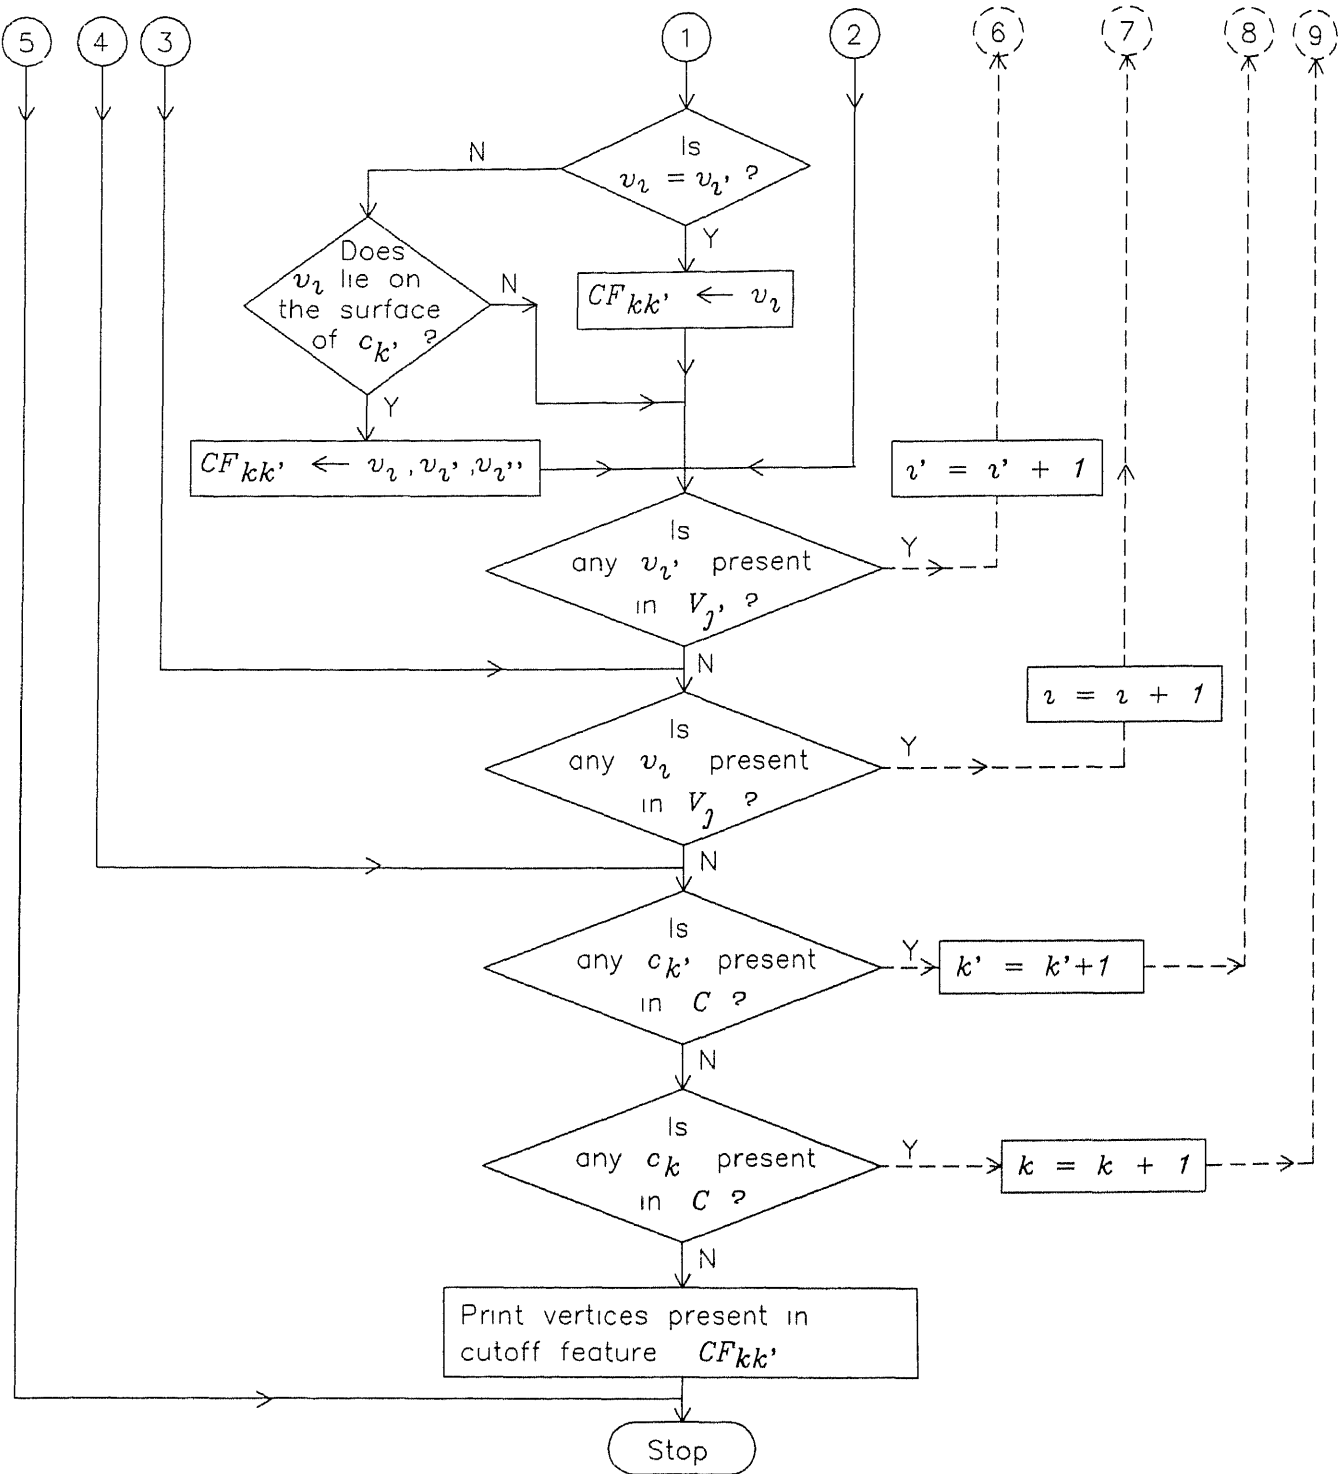 5 4 3 1 2 6 7 8 9
N
Is
v_i = v_i' ?
Y
Does
v_i lie on
the surface
of c_k' ?
N
CF_kk' ← v_i
Y
CF_kk' ← v_i , v_i' , v_i''
i' = i' + 1
Is
any v_i' present
in V_j' ?
Y
N
i = i + 1
Is
any v_i present
in V_j ?
Y
N
Is
any c_k' present
in C ?
Y
k' = k'+1
N
Is
any c_k present
in C ?
Y
k = k + 1
N
Print vertices present in
cutoff feature CF_kk'
Stop